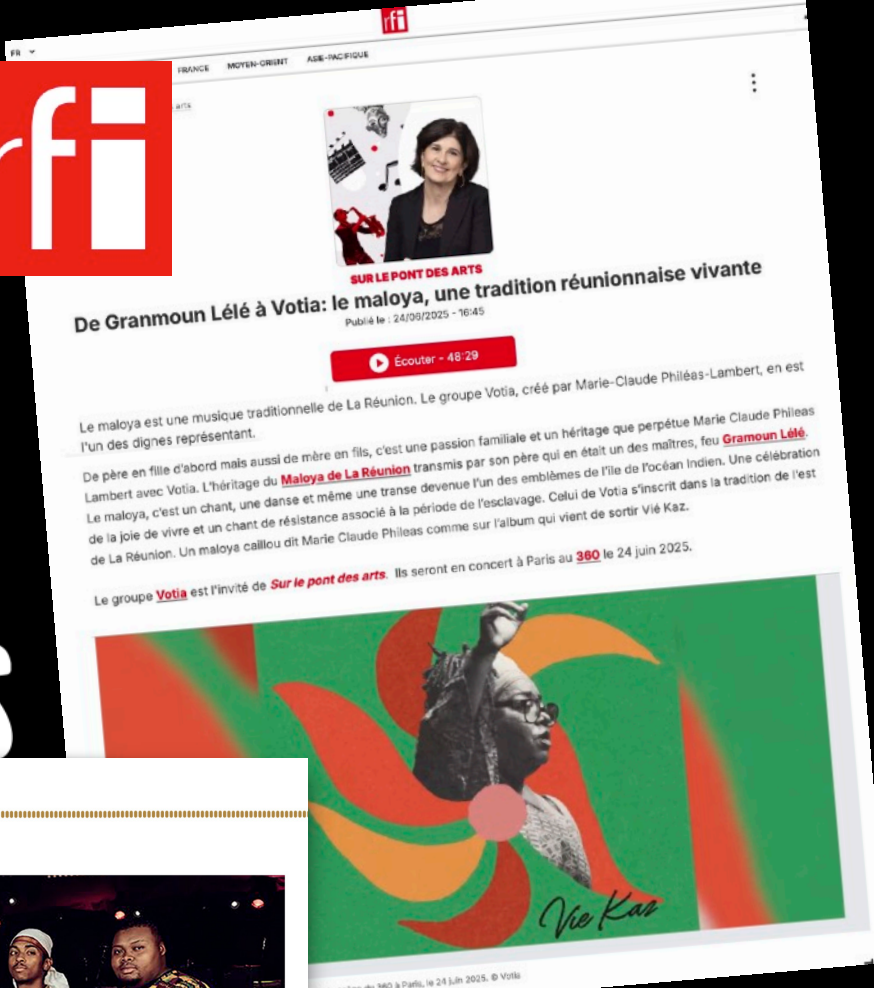 rfi
FR
FRANCE MOYEN-ORIENT ASIE-PACIFIQUE
arts
rfi
SUR LE PONT DES ARTS
De Granmoun Lélé à Votia: le maloya, une tradition réunionnaise vivante
Publié le : 24/06/2025 - 16:45
Écouter - 48:29
Le maloya est une musique traditionnelle de La Réunion. Le groupe Votia, créé par Marie-Claude Philéas-Lambert, en est
l'un des dignes représentant.
De père en fille d'abord mais aussi de mère en fils, c'est une passion familiale et un héritage que perpétue Marie Claude Phileas
Lambert avec Votia. L'héritage du Maloya de La Réunion transmis par son père qui en était un des maîtres, feu Gramoun Lélé.
Le maloya, c'est un chant, une danse et même une transe devenue l'un des emblèmes de l'île de l'océan Indien. Une célébration
de la joie de vivre et un chant de résistance associé à la période de l'esclavage. Celui de Votia s'inscrit dans la tradition de l'est
de La Réunion. Un maloya caillou dit Marie Claude Phileas comme sur l'album qui vient de sortir Vié Kaz.
Le groupe Votia est l'invité de Sur le pont des arts. Ils seront en concert à Paris au 360 le 24 juin 2025.
s
Vie Kaz
du 360 à Paris, le 24 juin 2025. © Votia